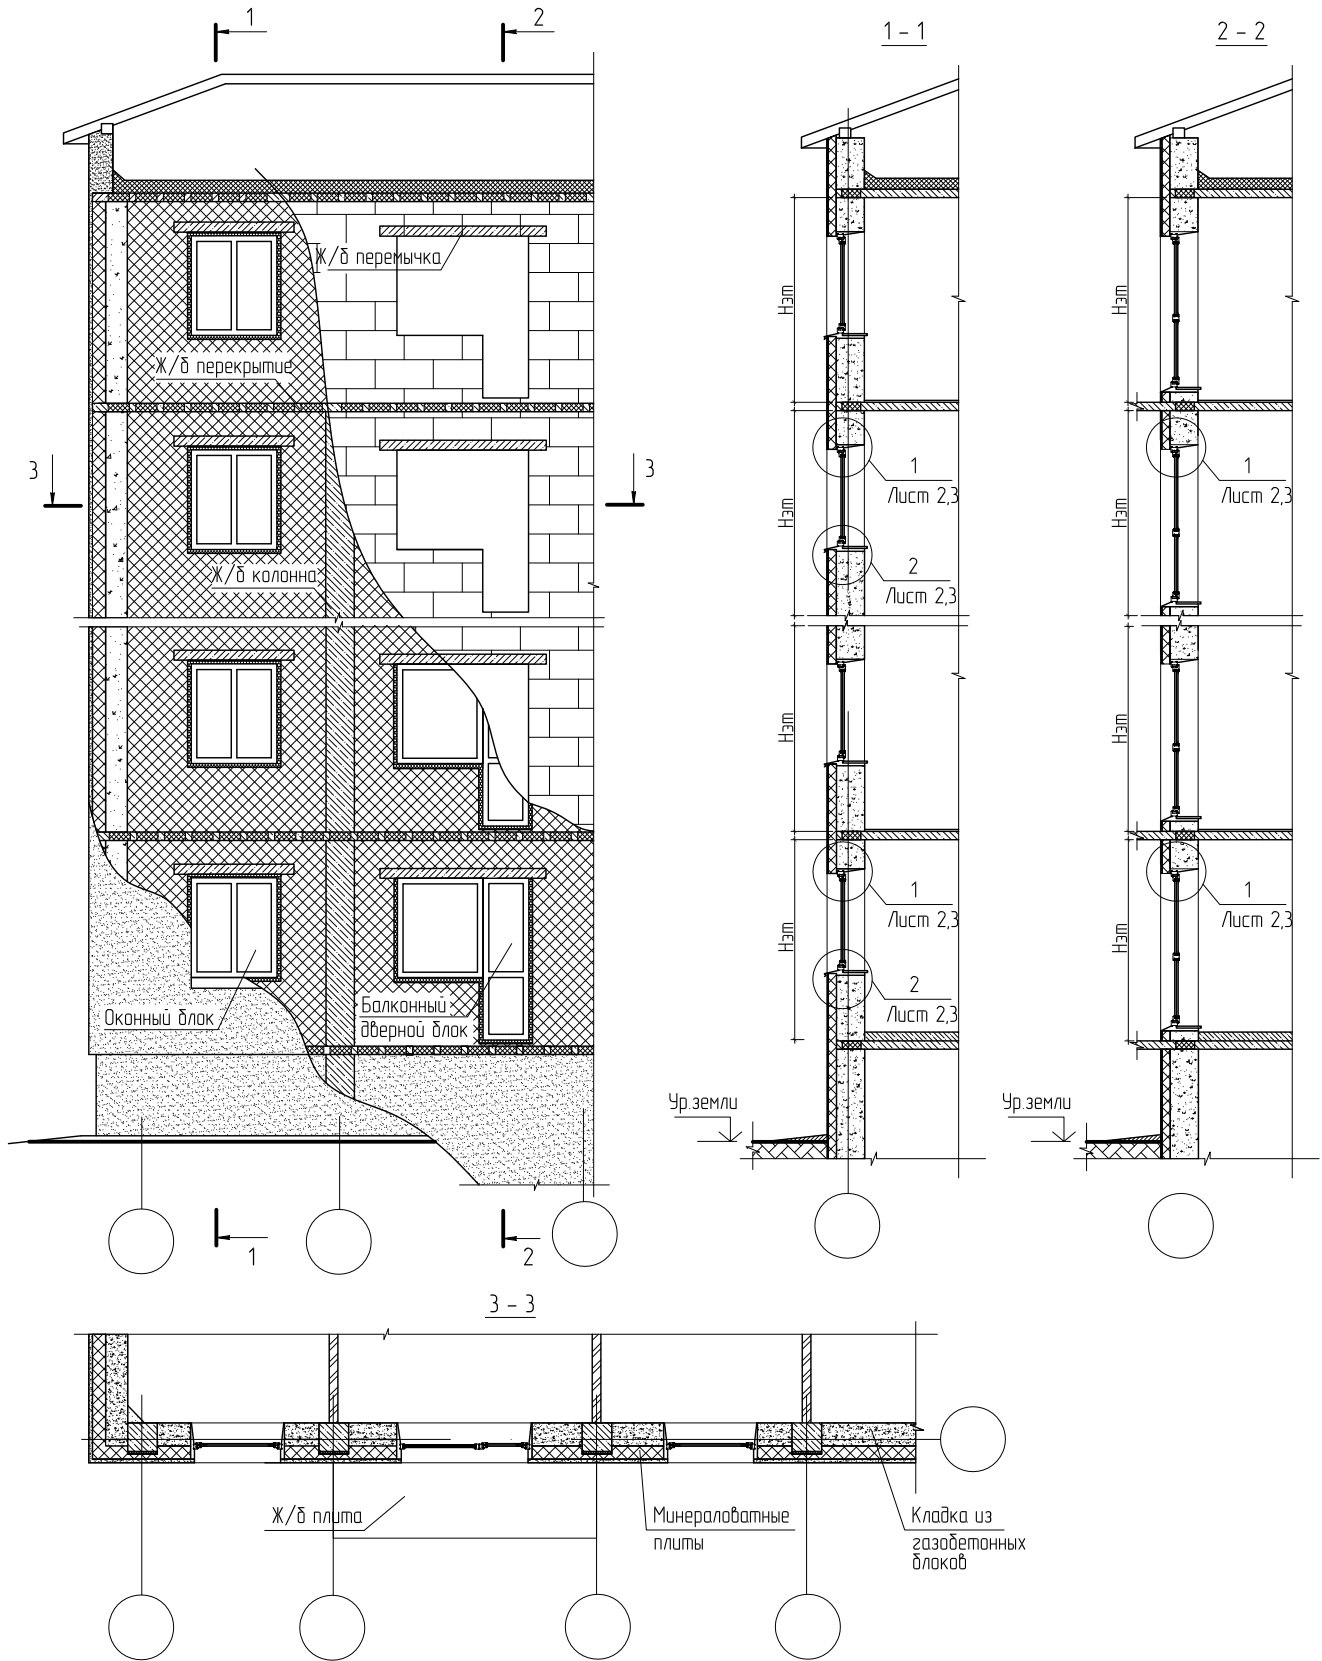 1
2
1 - 1
2 - 2
Ж/б перемычка
Ж/б перекрытие
3
3
Ж/б колонна
Оконный блок
Балконный
дверной блок
1
2
Нэт
Нэт
1
Лист 2,3
2
Лист 2,3
Нэт
Нэт
1
Лист 2,3
2
Лист 2,3
Ур.земли
Нэт
Нэт
1
Лист 2,3
Нэт
Нэт
1
Лист 2,3
Ур.земли
3 - 3
Ж/б плита
Минераловатные
плиты
Кладка из
газобетонных
блоков